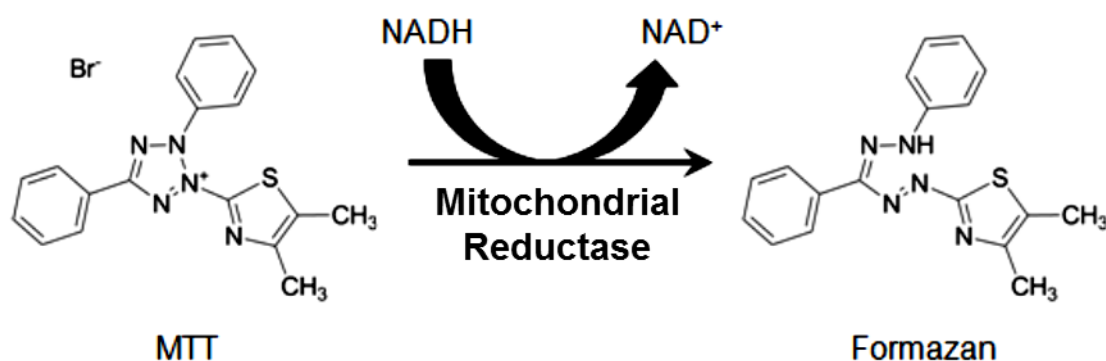 NADH NAD⁺
Br⁻
N N
N⁺
N
S
N
CH₃
CH₃
Mitochondrial
Reductase
N NH
N N
S
N
CH₃
CH₃
MTT
Formazan